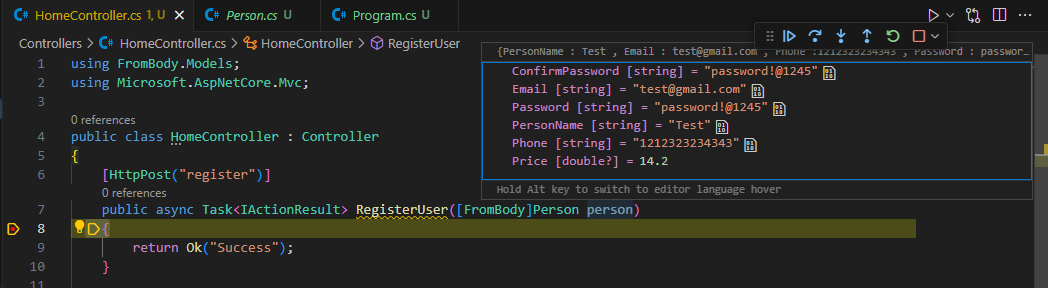 HomeController.cs 1, U
Person.cs U
Program.cs U
Controllers > HomeController.cs > HomeController > RegisterUser
{PersonName : Test , Email : test@gmail.com , Phone :1212323234343 , Password : passwor…
ConfirmPassword [string] = "password!@1245"
Email [string] = "test@gmail.com"
Password [string] = "password!@1245"
PersonName [string] = "Test"
Phone [string] = "1212323234343"
Price [double?] = 14.2
Hold Alt key to switch to editor language hover
1 using FromBody.Models;
2 using Microsoft.AspNetCore.Mvc;
3
0 references
4 public class HomeController : Controller
5 {
6 [HttpPost("register")]
0 references
7 public async Task<IActionResult> RegisterUser([FromBody]Person person)
8 {
9 return Ok("Success");
10 }
11